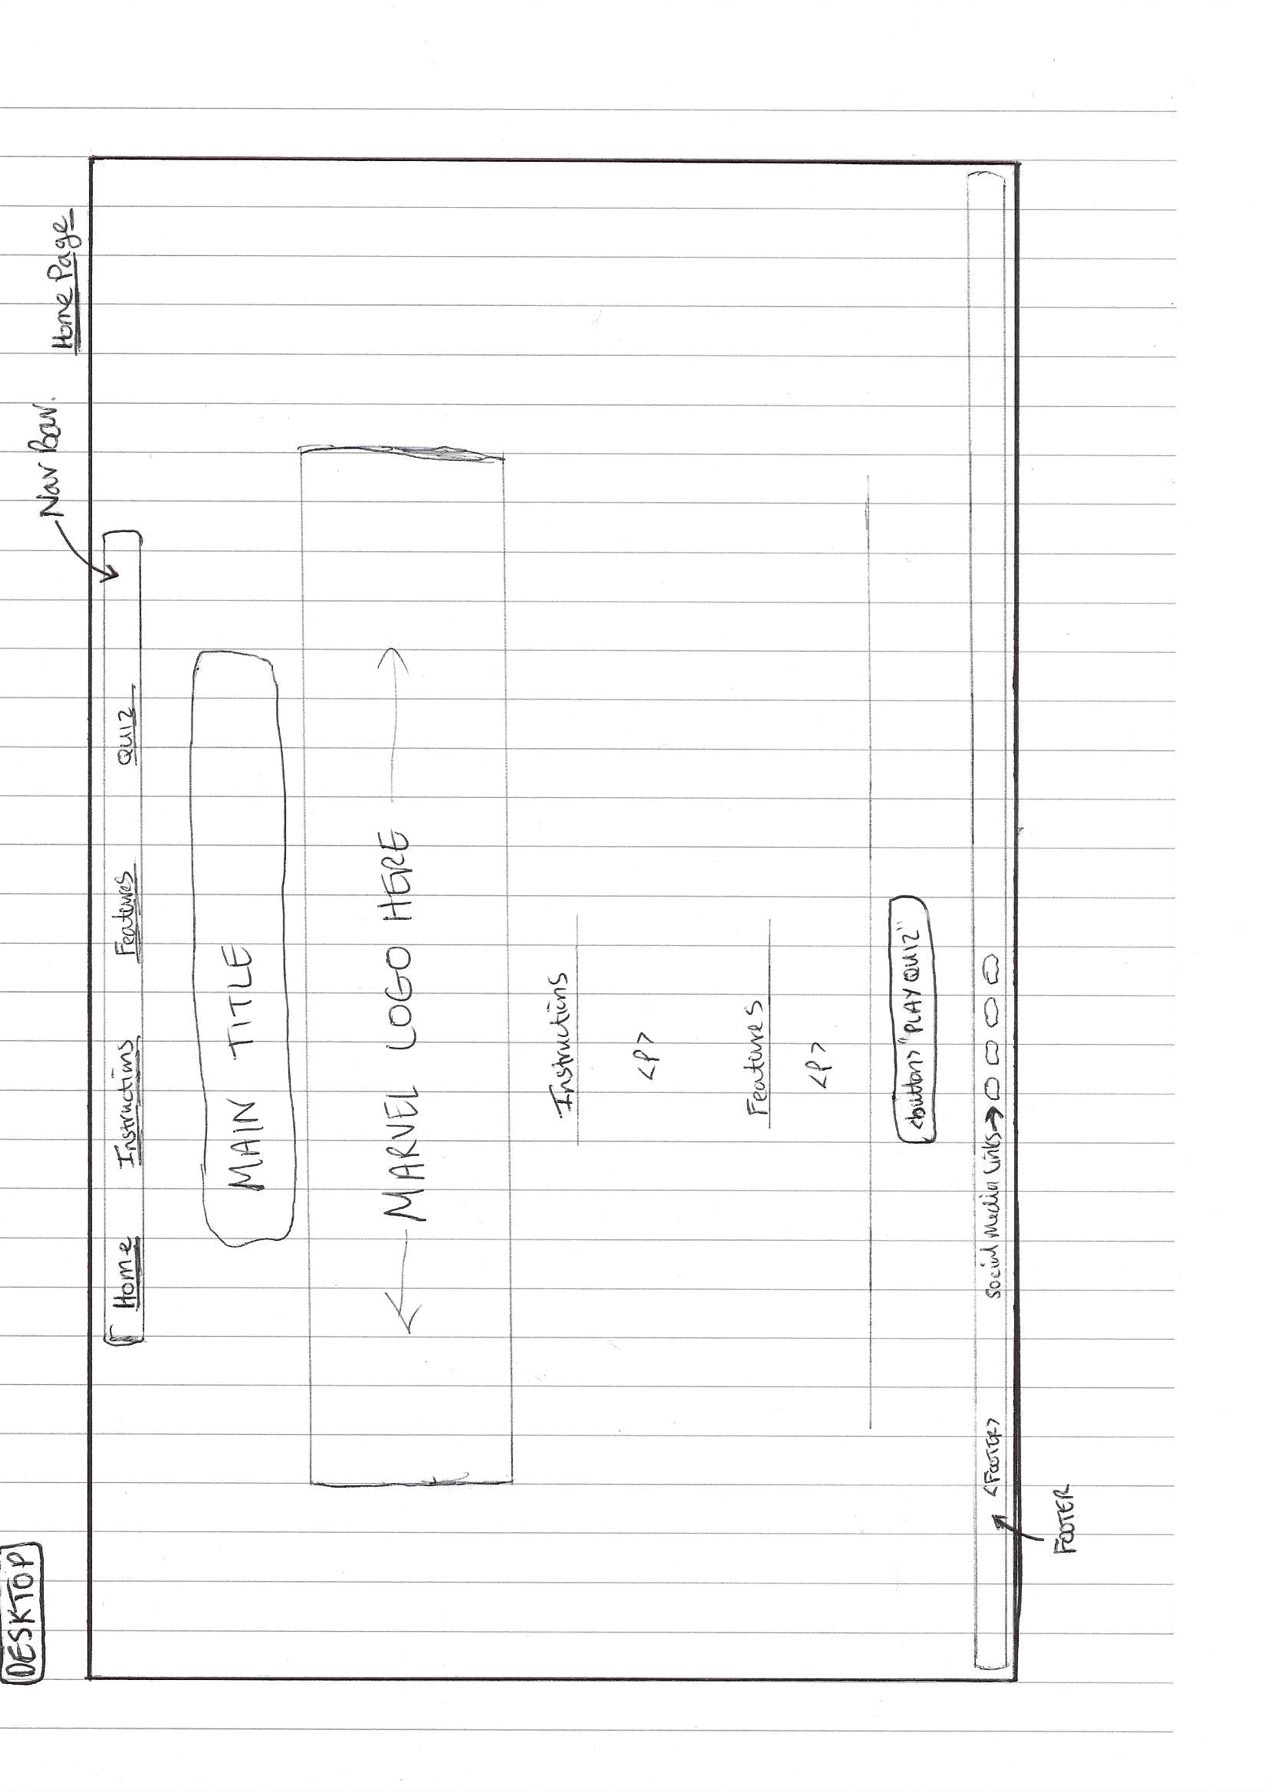 DESKTOP
Nav Bar.
Home Page
Home Instructions Features QUIZ
MAIN TITLE
MARVEL LOGO HERE
Instructions
<P>
Features
<P>
<button> "PLAY QUIZ"
<FOOTER> Social Media Links
FOOTER